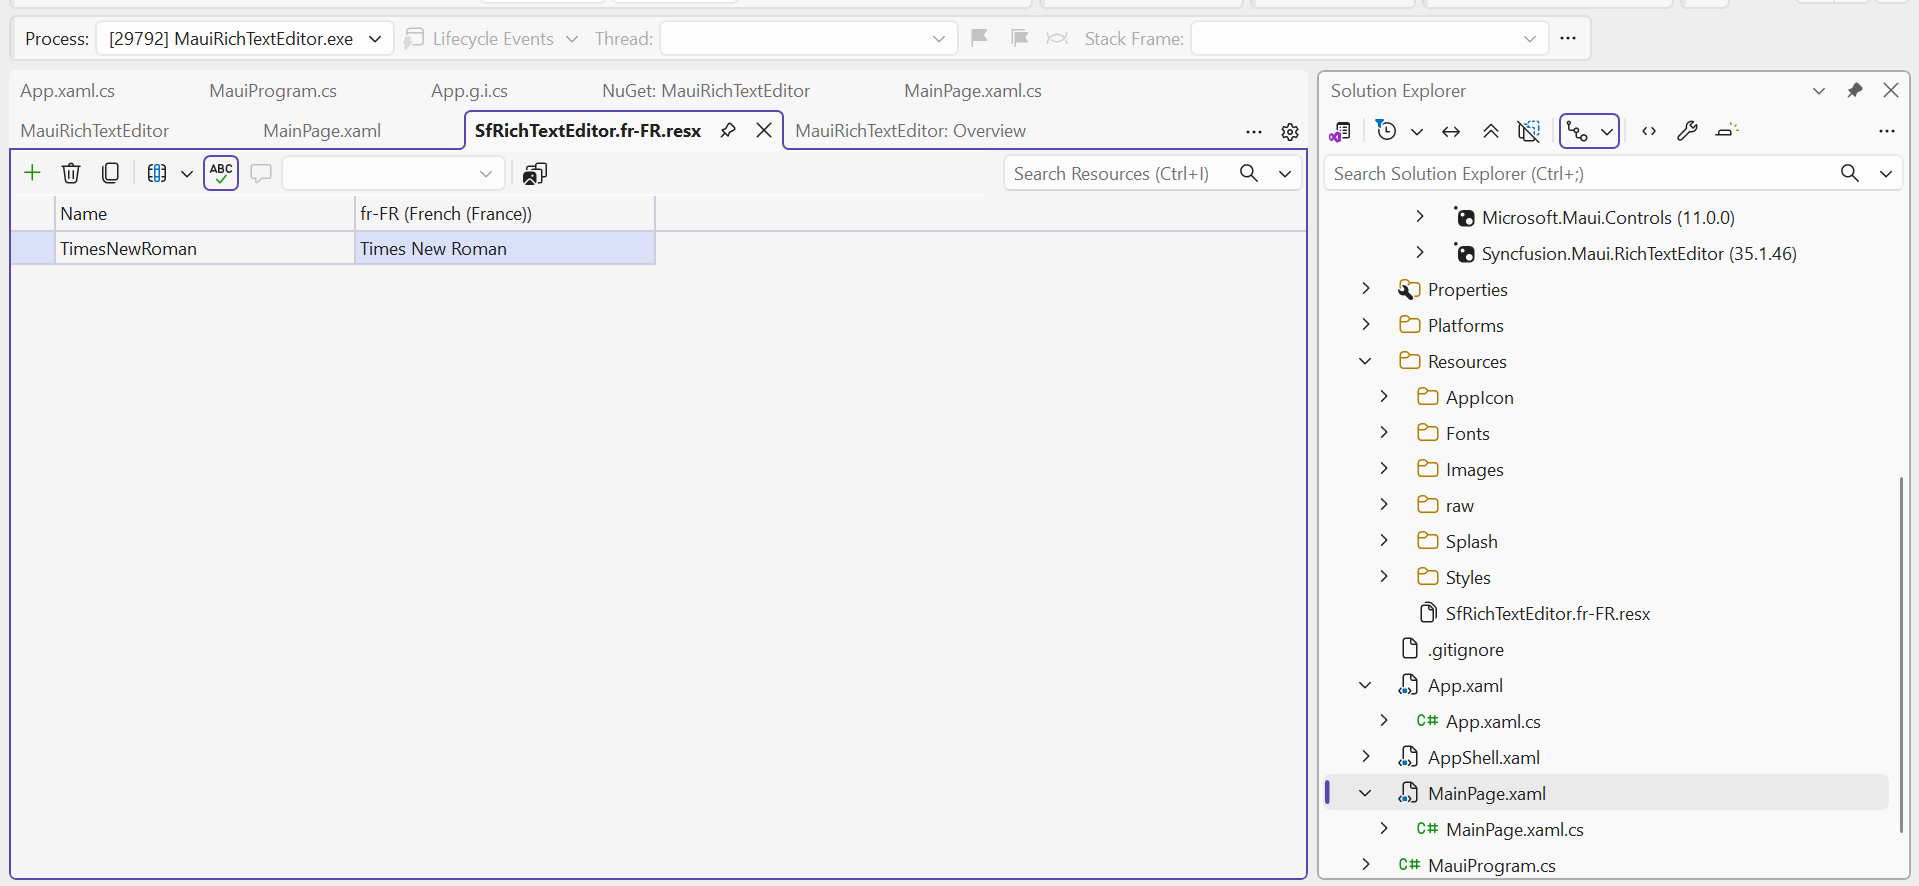 Process: [29792] MauiRichTextEditor.exe Lifecycle Events Thread: Stack Frame:
App.xaml.cs MauiProgram.cs App.g.i.cs NuGet: MauiRichTextEditor MainPage.xaml.cs
MauiRichTextEditor MainPage.xaml SfRichTextEditor.fr-FR.resx MauiRichTextEditor: Overview
ABC Search Resources (Ctrl+I)
Name fr-FR (French (France))
TimesNewRoman Times New Roman
Solution Explorer
Search Solution Explorer (Ctrl+;)
Microsoft.Maui.Controls (11.0.0)
Syncfusion.Maui.RichTextEditor (35.1.46)
Properties
Platforms
Resources
AppIcon
Fonts
Images
raw
Splash
Styles
SfRichTextEditor.fr-FR.resx
.gitignore
App.xaml
C# App.xaml.cs
AppShell.xaml
MainPage.xaml
C# MainPage.xaml.cs
C# MauiProgram.cs